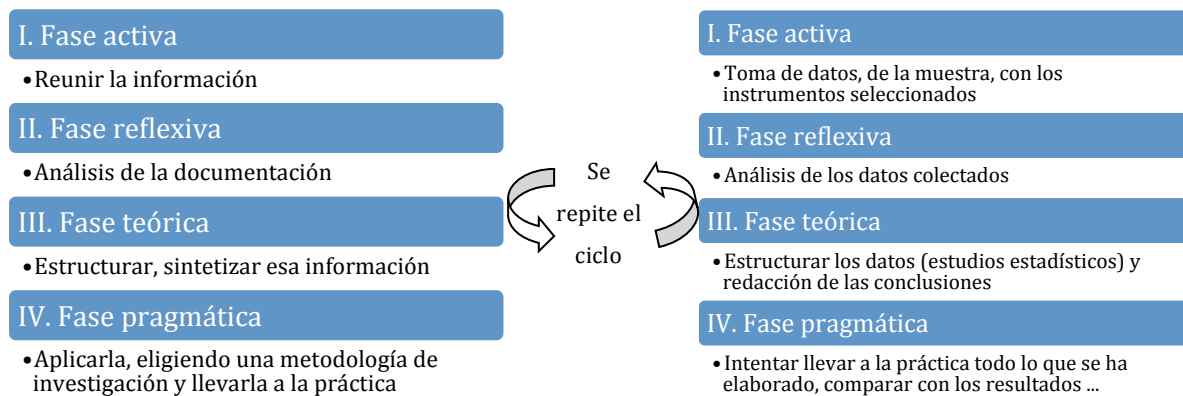 I. Fase activa
•Reunir la información
II. Fase reflexiva
•Análisis de la documentación
III. Fase teórica
•Estructurar, sintetizar esa información
IV. Fase pragmática
•Aplicarla, eligiendo una metodología de
investigación y llevarla a la práctica
Se
repite el
ciclo
I. Fase activa
•Toma de datos, de la muestra, con los
instrumentos seleccionados
II. Fase reflexiva
•Análisis de los datos colectados
III. Fase teórica
•Estructurar los datos (estudios estadísticos) y
redacción de las conclusiones
IV. Fase pragmática
•Intentar llevar a la práctica todo lo que se ha
elaborado, comparar con los resultados ...